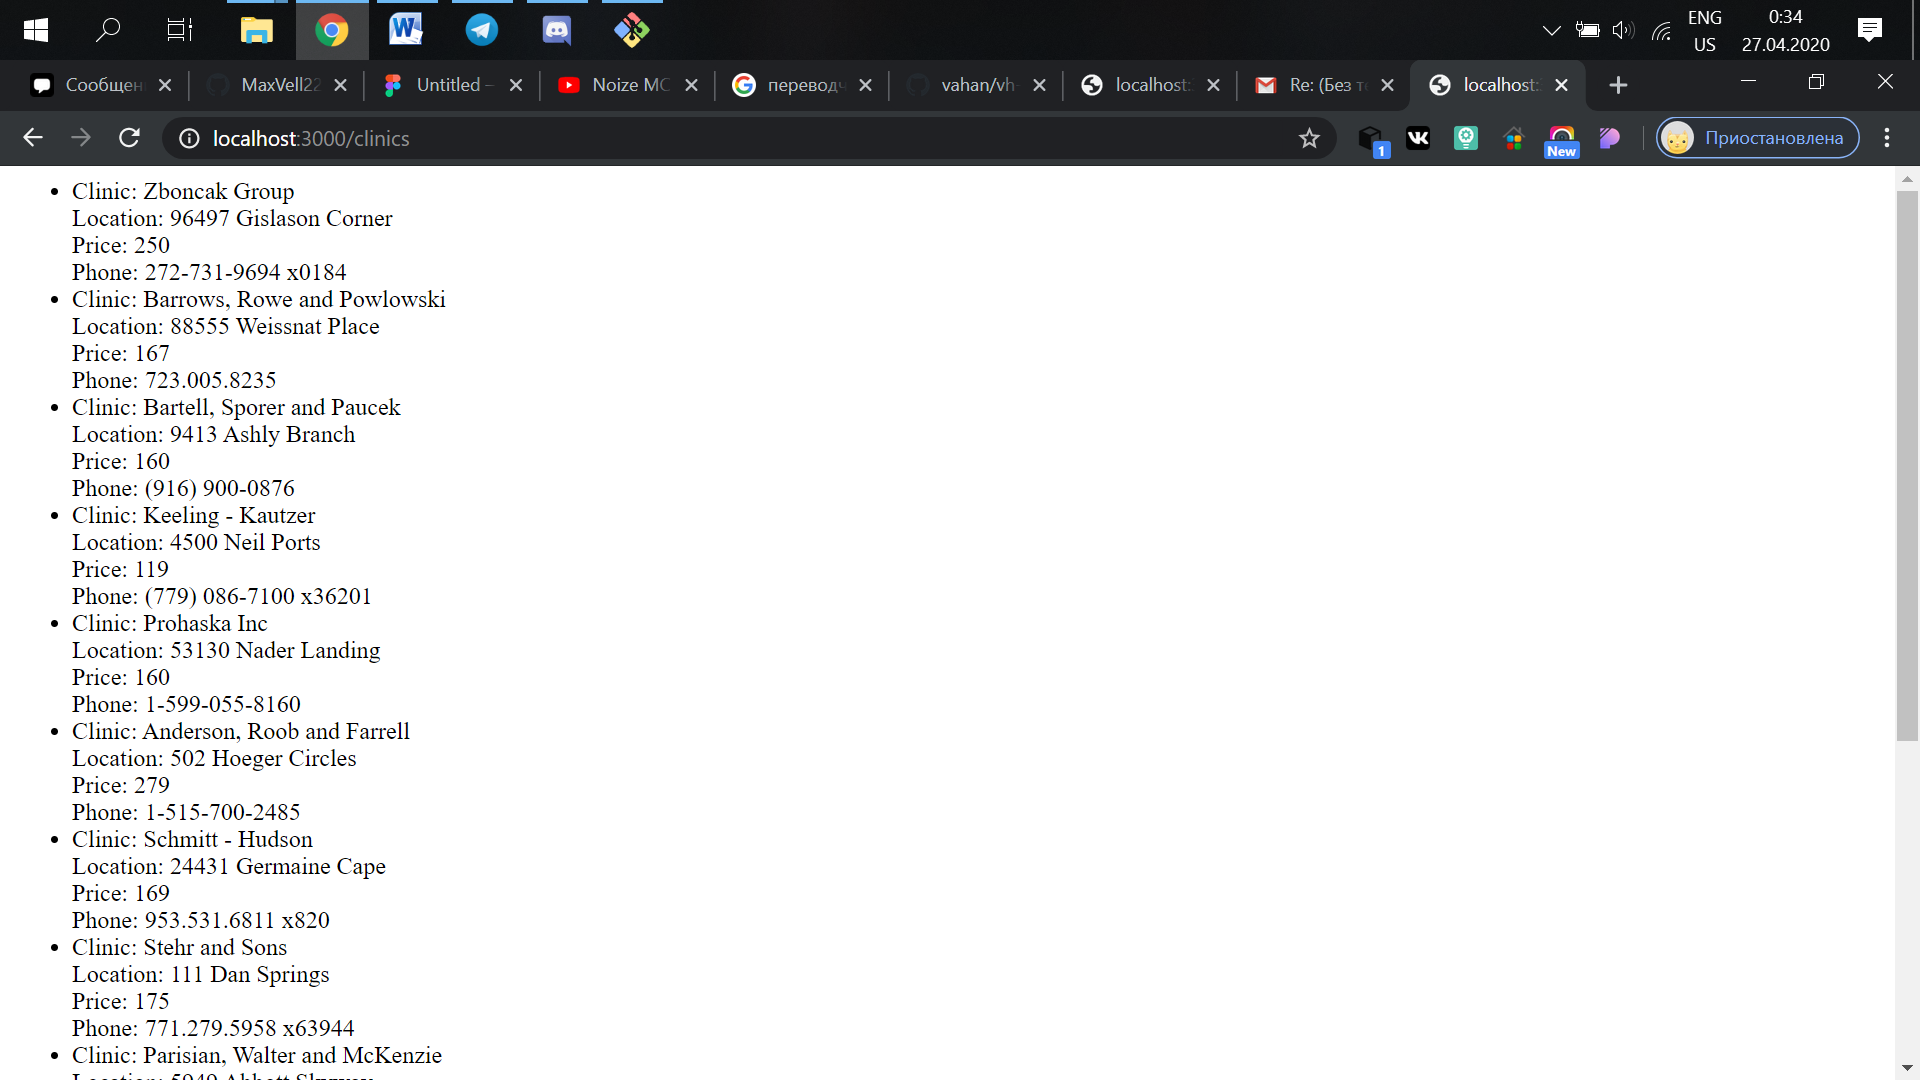 ENG
US
0:34
27.04.2020
Сообщен
MaxVell22
Untitled –
Noize MC
переводч
vahan/vh-
localhost:
Re: (Без те
localhost:
localhost:3000/clinics
1
New
Приостановлена
Clinic: Zboncak Group
Location: 96497 Gislason Corner
Price: 250
Phone: 272-731-9694 x0184
Clinic: Barrows, Rowe and Powlowski
Location: 88555 Weissnat Place
Price: 167
Phone: 723.005.8235
Clinic: Bartell, Sporer and Paucek
Location: 9413 Ashly Branch
Price: 160
Phone: (916) 900-0876
Clinic: Keeling - Kautzer
Location: 4500 Neil Ports
Price: 119
Phone: (779) 086-7100 x36201
Clinic: Prohaska Inc
Location: 53130 Nader Landing
Price: 160
Phone: 1-599-055-8160
Clinic: Anderson, Roob and Farrell
Location: 502 Hoeger Circles
Price: 279
Phone: 1-515-700-2485
Clinic: Schmitt - Hudson
Location: 24431 Germaine Cape
Price: 169
Phone: 953.531.6811 x820
Clinic: Stehr and Sons
Location: 111 Dan Springs
Price: 175
Phone: 771.279.5958 x63944
Clinic: Parisian, Walter and McKenzie
Location: 5949 Abbott